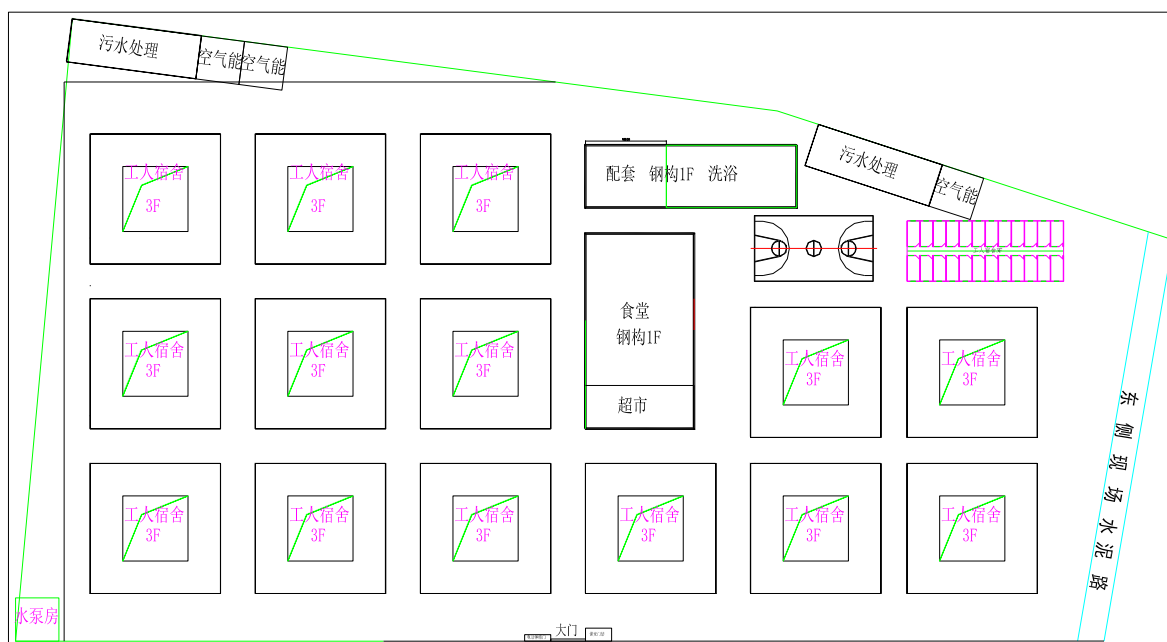 污水处理
空气能
空气能
工人宿舍
3F
工人宿舍
3F
工人宿舍
3F
配套 钢构1F 洗浴
污水处理
空气能
工人宿舍
3F
工人宿舍
3F
工人宿舍
3F
食堂
钢构1F
超市
工人宿舍
3F
工人宿舍
3F
东侧现场水泥路
工人宿舍
3F
工人宿舍
3F
工人宿舍
3F
工人宿舍
3F
工人宿舍
3F
工人宿舍
3F
水泵房
大门